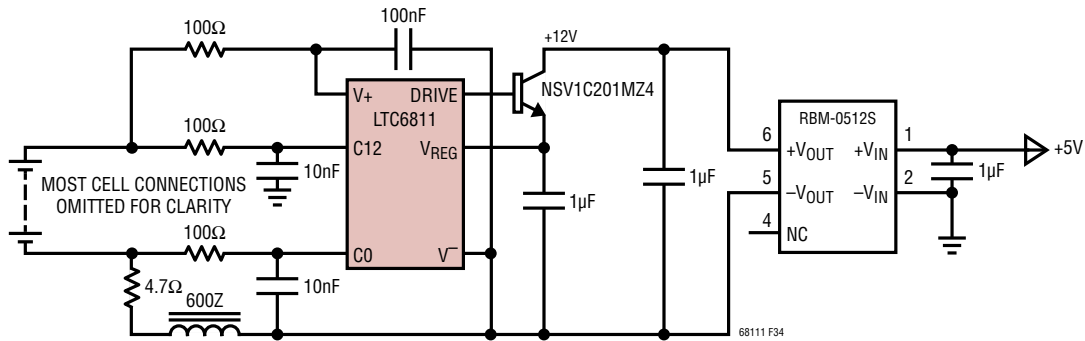 100Ω
100nF
+12V
NSV1C201MZ4
V+
DRIVE
LTC6811
RBM-0512S
100Ω
6
1
+VOUT
+VIN
+5V
C12
VREG
10nF
1µF
1µF
1µF
5
2
–VOUT
–VIN
MOST CELL CONNECTIONS
OMITTED FOR CLARITY
4
NC
100Ω
C0
V–
4.7Ω
10nF
600Z
68111 F34